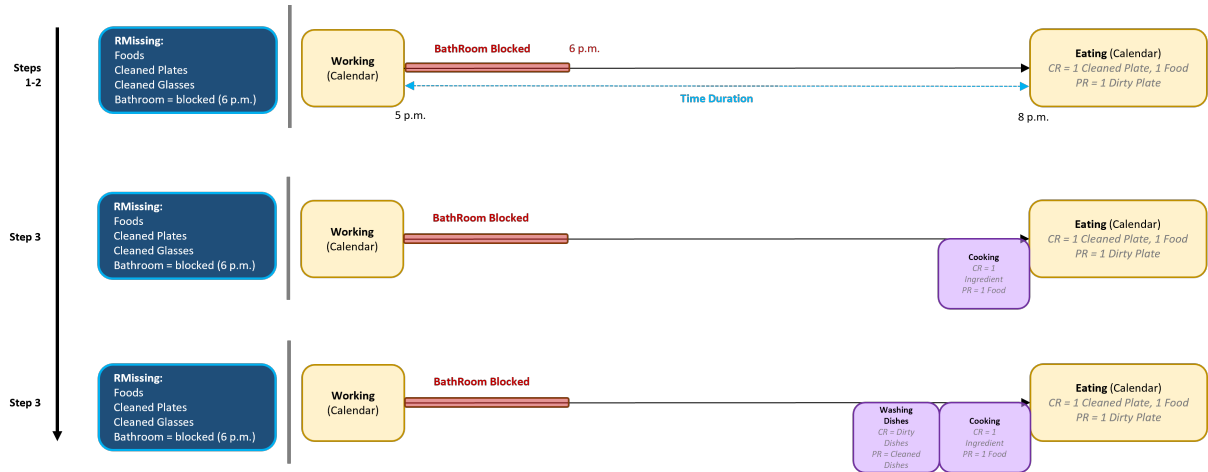 Steps
1-2
RMissing:
Foods
Cleaned Plates
Cleaned Glasses
Bathroom = blocked (6 p.m.)
Working
(Calendar)
BathRoom Blocked
6 p.m.
Time Duration
5 p.m.
8 p.m.
Eating (Calendar)
CR = 1 Cleaned Plate, 1 Food
PR = 1 Dirty Plate
Step 3
RMissing:
Foods
Cleaned Plates
Cleaned Glasses
Bathroom = blocked (6 p.m.)
Working
(Calendar)
BathRoom Blocked
Cooking
CR = 1
Ingredient
PR = 1 Food
Eating (Calendar)
CR = 1 Cleaned Plate, 1 Food
PR = 1 Dirty Plate
Step 3
RMissing:
Foods
Cleaned Plates
Cleaned Glasses
Bathroom = blocked (6 p.m.)
Working
(Calendar)
BathRoom Blocked
Washing
Dishes
CR = Dirty
Dishes
PR = Cleaned
Dishes
Cooking
CR = 1
Ingredient
PR = 1 Food
Eating (Calendar)
CR = 1 Cleaned Plate, 1 Food
PR = 1 Dirty Plate